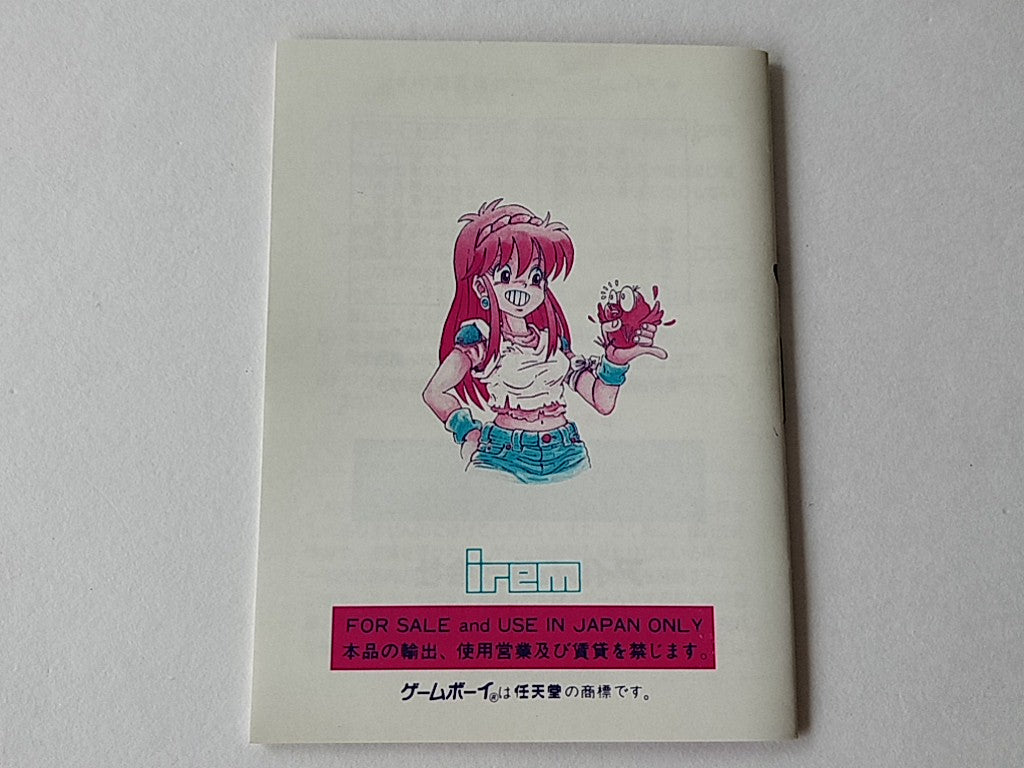 irem
FOR SALE and USE IN JAPAN ONLY
本品の輸出、使用営業及び賃貸を禁じます。
ゲームボーイ®は任天堂の商標です。